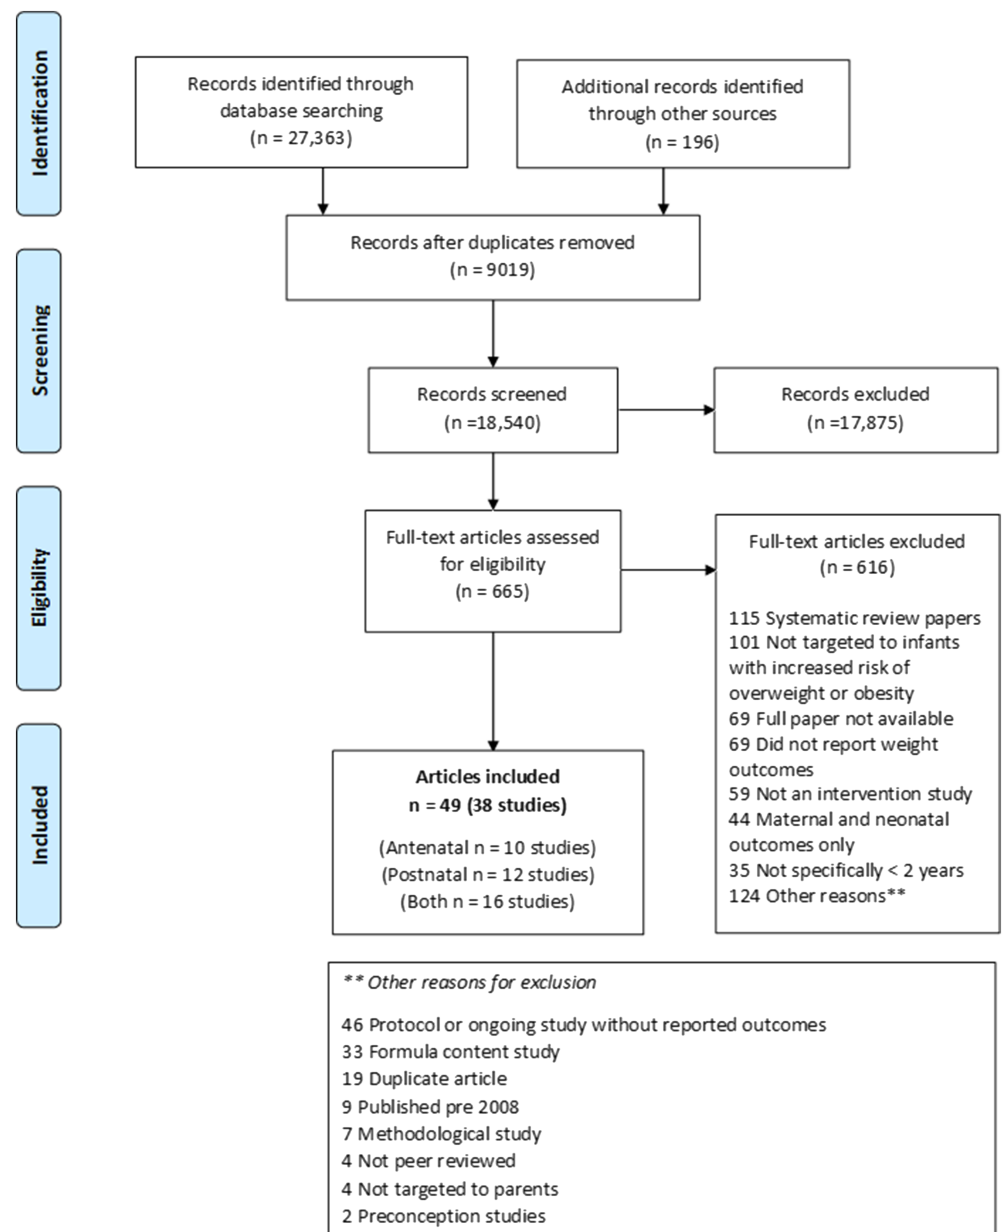 Identification
Records identified through
database searching
(n = 27,363)
Additional records identified
through other sources
(n = 196)
Records after duplicates removed
(n = 9019)
Screening
Records screened
(n =18,540)
Records excluded
(n =17,875)
Eligibility
Full-text articles assessed
for eligibility
(n = 665)
Full-text articles excluded
(n = 616)
115 Systematic review papers
101 Not targeted to infants
with increased risk of
overweight or obesity
69 Full paper not available
69 Did not report weight
outcomes
59 Not an intervention study
44 Maternal and neonatal
outcomes only
35 Not specifically < 2 years
124 Other reasons**
Included
Articles included
n = 49 (38 studies)
(Antenatal n = 10 studies)
(Postnatal n = 12 studies)
(Both n = 16 studies)
** Other reasons for exclusion
46 Protocol or ongoing study without reported outcomes
33 Formula content study
19 Duplicate article
9 Published pre 2008
7 Methodological study
4 Not peer reviewed
4 Not targeted to parents
2 Preconception studies